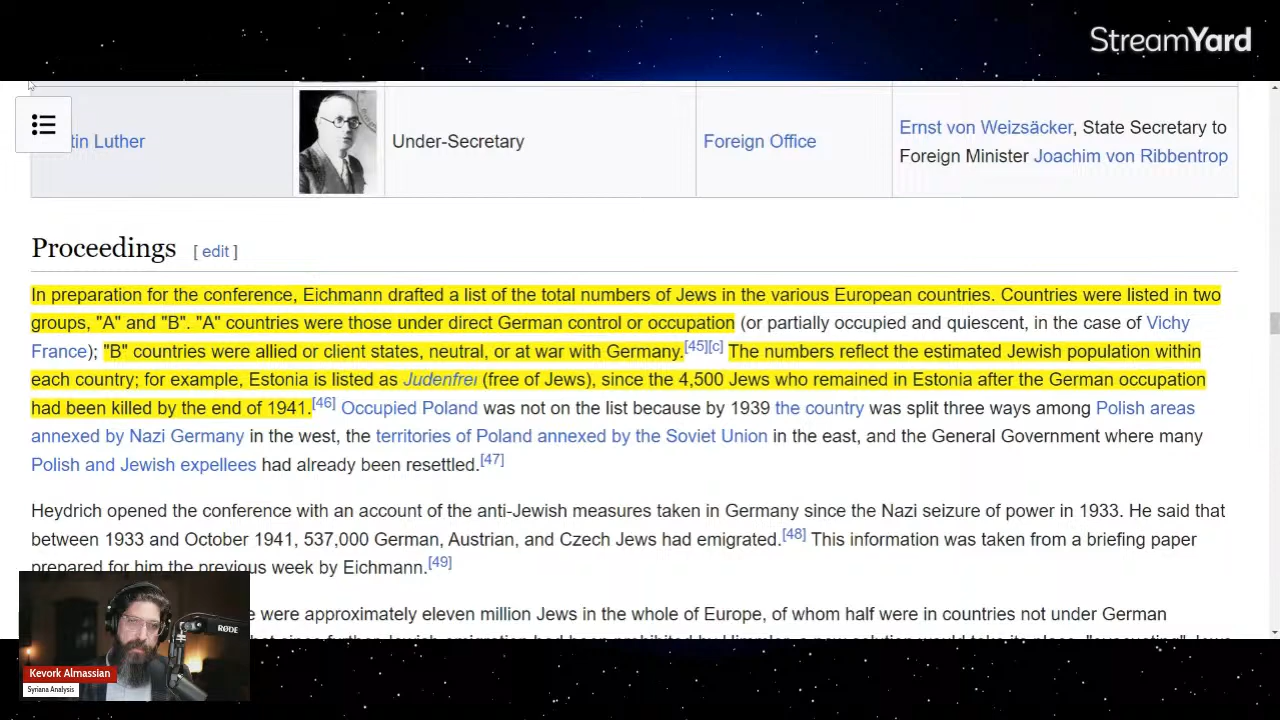 StreamYard
tin Luther
Under-Secretary
Foreign Office
Ernst von Weizsäcker, State Secretary to
Foreign Minister Joachim von Ribbentrop
Proceedings [ edit ]
In preparation for the conference, Eichmann drafted a list of the total numbers of Jews in the various European countries. Countries were listed in two
groups, "A" and "B". "A" countries were those under direct German control or occupation (or partially occupied and quiescent, in the case of Vichy
France); "B" countries were allied or client states, neutral, or at war with Germany.[45][c] The numbers reflect the estimated Jewish population within
each country; for example, Estonia is listed as Judenfrei (free of Jews), since the 4,500 Jews who remained in Estonia after the German occupation
had been killed by the end of 1941.[46] Occupied Poland was not on the list because by 1939 the country was split three ways among Polish areas
annexed by Nazi Germany in the west, the territories of Poland annexed by the Soviet Union in the east, and the General Government where many
Polish and Jewish expellees had already been resettled.[47]
Heydrich opened the conference with an account of the anti-Jewish measures taken in Germany since the Nazi seizure of power in 1933. He said that
between 1933 and October 1941, 537,000 German, Austrian, and Czech Jews had emigrated.[48] This information was taken from a briefing paper
prepared for him the previous week by Eichmann.[49]
e were approximately eleven million Jews in the whole of Europe, of whom half were in countries not under German
RØDE
Kevork Almassian
Syriana Analysis